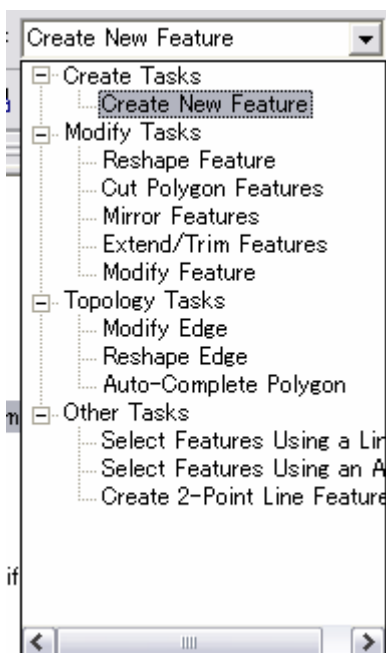 Create New Feature
Create Tasks
Create New Feature
Modify Tasks
Reshape Feature
Cut Polygon Features
Mirror Features
Extend/Trim Features
Modify Feature
Topology Tasks
Modify Edge
Reshape Edge
Auto-Complete Polygon
Other Tasks
Select Features Using a Lin
Select Features Using an A
Create 2-Point Line Feature
if